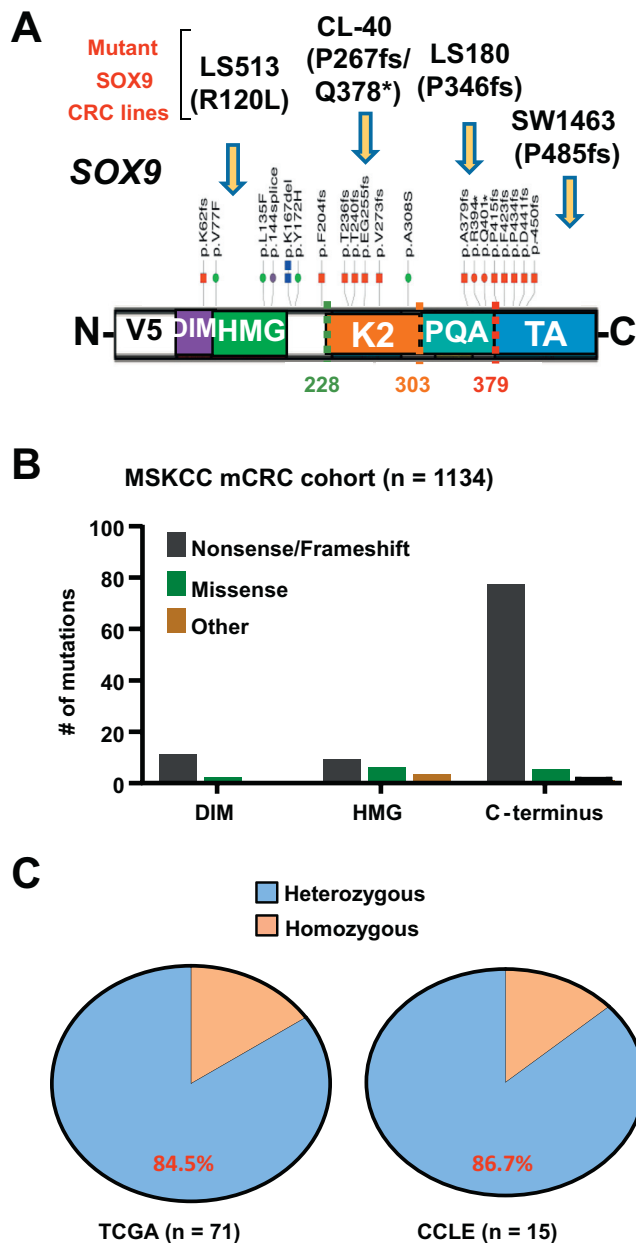 A
Mutant
SOX9
CRC lines
LS513
(R120L)
CL-40
(P267fs/
Q378*)
LS180
(P346fs)
SW1463
(P485fs)
SOX9
p.K62fs
p.V77F
p.L135F
p.144splice
p.K167del
p.Y172H
p.F204fs
p.T236fs
p.T240fs
p.EG255fs
p.V273fs
p.A308S
p.A379fs
p.R394*
p.Q401*
p.P415fs
p.F423fs
p.P434fs
p.D441fs
p.-450fs
N- V5 DIM HMG K2 PQA TA -C
228 303 379
B
MSKCC mCRC cohort (n = 1134)
# of mutations
100
80
60
40
20
0
Nonsense/Frameshift
Missense
Other
DIM HMG C-terminus
C
Heterozygous
Homozygous
84.5% 86.7%
TCGA (n = 71) CCLE (n = 15)